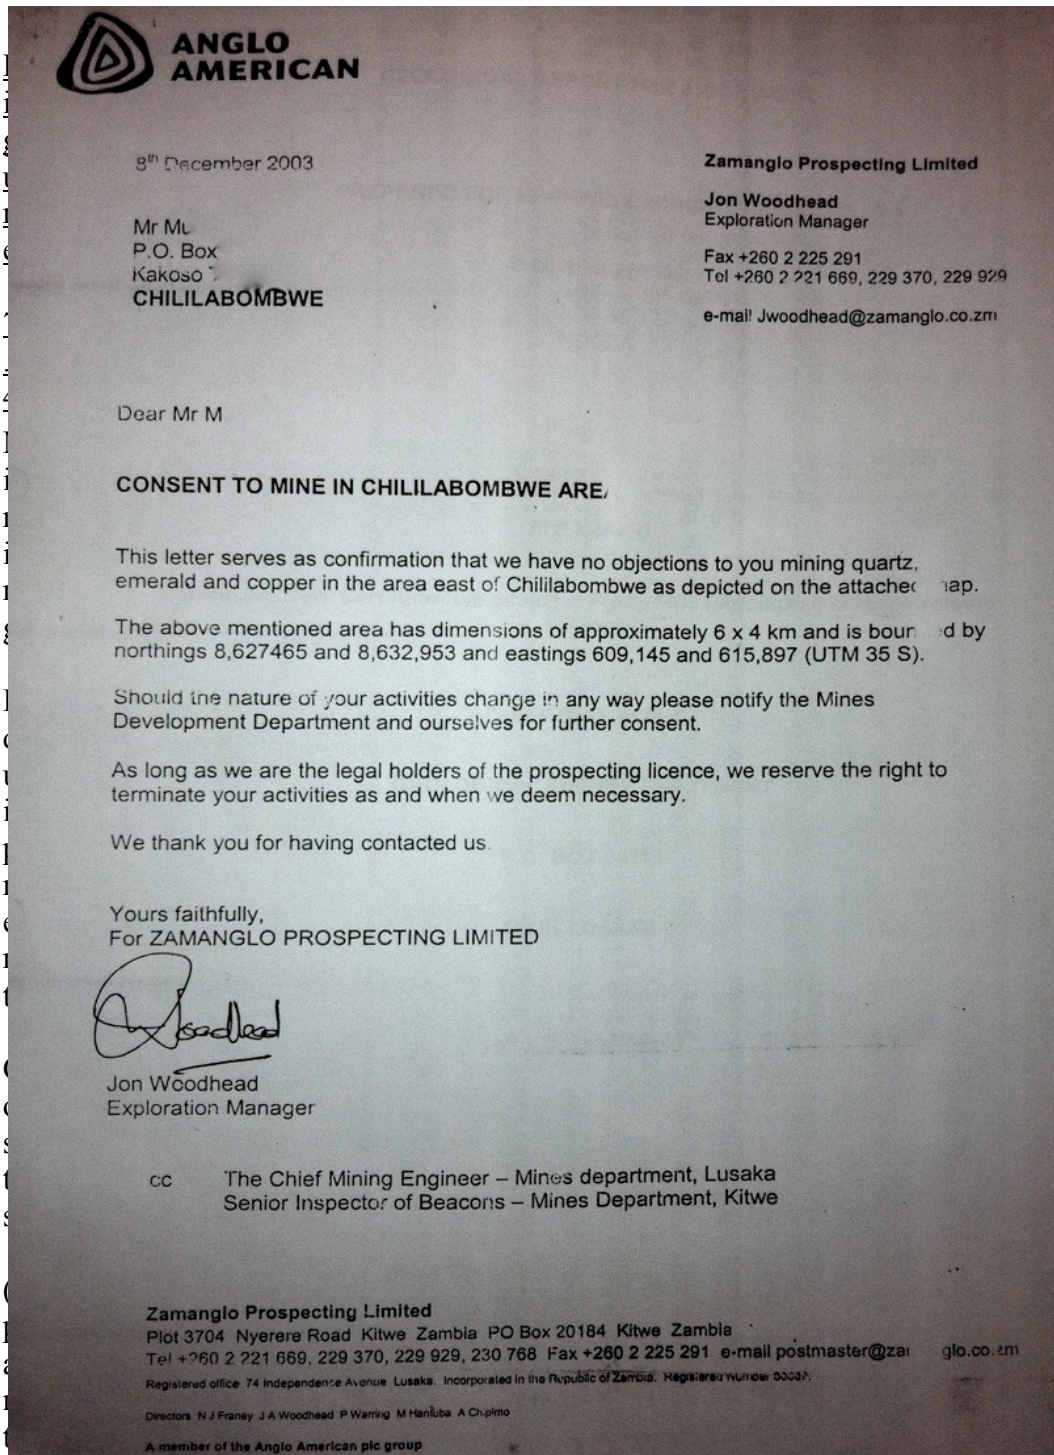 ANGLO
AMERICAN
8th December 2003
Zamanglo Prospecting Limited
Jon Woodhead
Exploration Manager
Fax +260 2 225 291
Tel +260 2 221 669, 229 370, 229 929
e-mail Jwoodhead@zamanglo.co.zm
Mr
P.O. Box
Kakoso
CHILILABOMBWE
Dear Mr M
CONSENT TO MINE IN CHILILABOMBWE
This letter serves as confirmation that we have no objections to you mining quartz,
emerald and copper in the area east of Chililabombwe as depicted on the
The above mentioned area has dimensions of approximately 6 x 4 km and is by
northings 8,627465 and 8,632,953 and eastings 609,145 and 615,897 (UTM 35 S).
Should the nature of your activities change in any way please notify the Mines
Development Department and ourselves for further consent.
As long as we are the legal holders of the prospecting licence, we reserve the right to
terminate your activities as and when we deem necessary.
We thank you for having contacted us.
Yours faithfully,
For ZAMANGLO PROSPECTING LIMITED
Jon Woodhead
Exploration Manager
cc The Chief Mining Engineer – Mines department, Lusaka
Senior Inspector of Beacons – Mines Department, Kitwe
Zamanglo Prospecting Limited
Plot 3704 Nyerere Road Kitwe Zambia PO Box 20184 Kitwe Zambia
Tel +260 2 221 669, 229 370, 229 929, 230 768 Fax +260 2 225 291 e-mail
Registered office 74 Independence Avenue Lusaka. Incorporated in the Republic of Zambia. Registered Number
Directors N J Franey J A Woodhead P Warring M Hantuba A Chipimo
A member of the Anglo American plc group